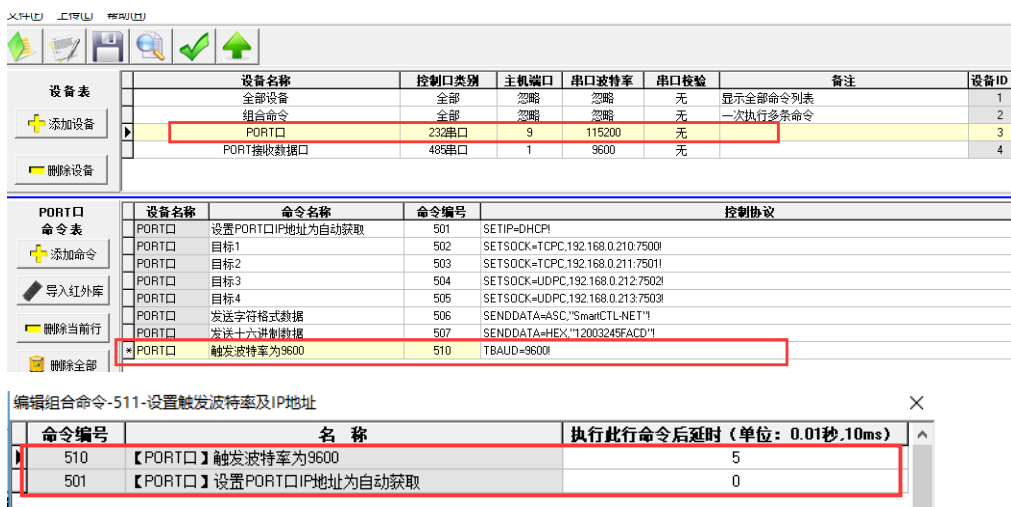 文件(F) 上传(L) 帮助(H)
设备表
添加设备
删除设备
设备名称 控制口类别 主机端口 串口波特率 串口校验 备注 设备ID
全部设备 全部 忽略 忽略 无 显示全部命令列表 1
组合命令 全部 忽略 忽略 无 一次执行多条命令 2
PORT口 232串口 9 115200 无 3
PORT接收数据口 485串口 1 9600 无 4
PORT口
命令表
添加命令
导入红外库
删除当前行
删除全部
设备名称 命令名称 命令编号 控制协议
PORT口 设置PORT口IP地址为自动获取 501 SETIP=DHCP!
PORT口 目标1 502 SETSOCK=TCPC,192.168.0.210:7500!
PORT口 目标2 503 SETSOCK=TCPC,192.168.0.211:7501!
PORT口 目标3 504 SETSOCK=UDPC,192.168.0.212:7502!
PORT口 目标4 505 SETSOCK=UDPC,192.168.0.213:7503!
PORT口 发送字符格式数据 506 SENDDATA=ASC,"SmartCTL-NET"!
PORT口 发送十六进制数据 507 SENDDATA=HEX,"12003245FACD"!
* PORT口 触发波特率为9600 510 TBAUD=9600!
编辑组合命令-511-设置触发波特率及IP地址
命令编号 名 称 执行此行命令后延时（单位：0.01秒,10ms）
510 【PORT口】触发波特率为9600 5
501 【PORT口】设置PORT口IP地址为自动获取 0